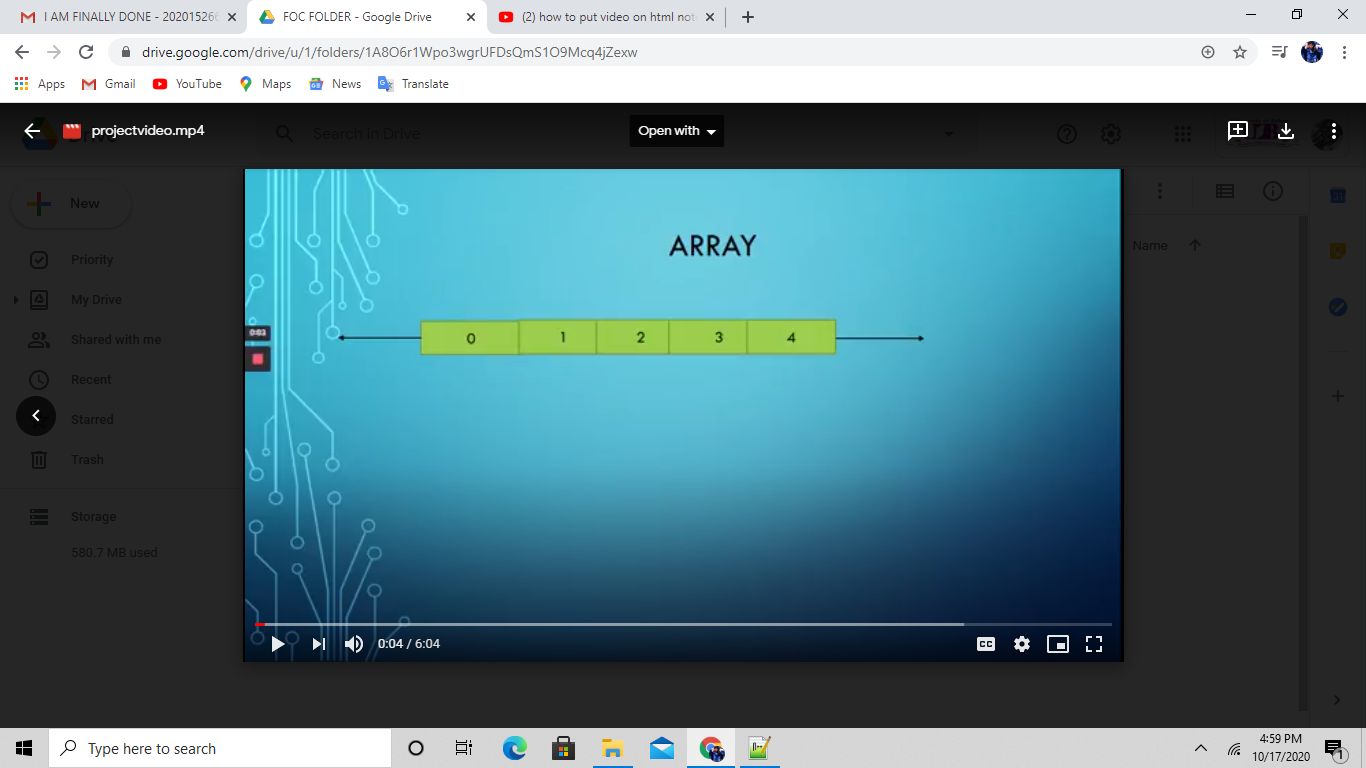 I AM FINALLY DONE - 20201526
FOC FOLDER - Google Drive
(2) how to put video on html not
drive.google.com/drive/u/1/folders/1A8O6r1Wpo3wgrUFDsQmS1O9Mcq4jZexw
Apps Gmail YouTube Maps News Translate
projectvideo.mp4
Search in Drive
Open with
New
Name
Priority
My Drive
Shared with me
Recent
Starred
Trash
Storage
580.7 MB used
ARRAY
0:03
0 1 2 3 4
0:04 / 6:04
CC
Type here to search
4:59 PM
10/17/2020
1